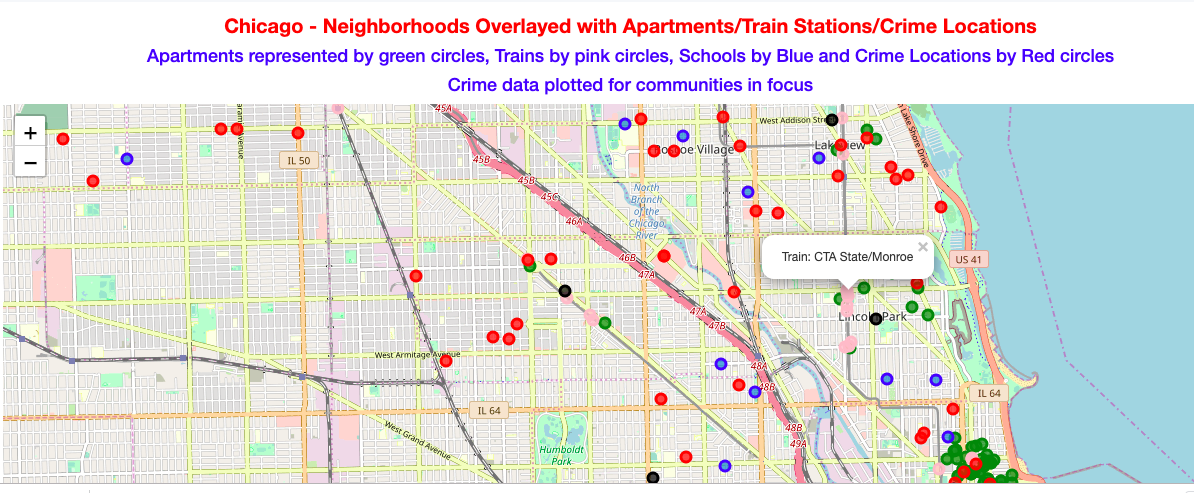 Chicago - Neighborhoods Overlayed with Apartments/Train Stations/Crime Locations
Apartments represented by green circles, Trains by pink circles, Schools by Blue and Crime Locations by Red circles
Crime data plotted for communities in focus
+
−
45A
West Addison
Lake Shore Drive
IL 50
45B
Village
45B
45C
North
Branch
of the
Chicago
River
46A
46B
47A
Train: CTA State/Monroe
×
US 41
47A
47B
Lincoln Park
West Armitage Avenue
48A
48B
IL 64
IL 64
West Grand Avenue
48B
49A
Humboldt
Park